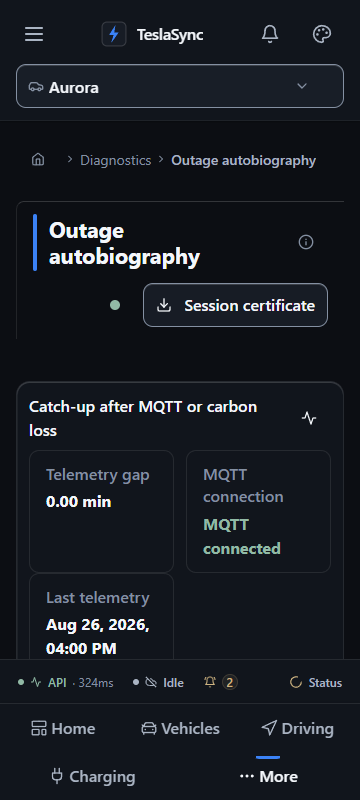 TeslaSync
Aurora
Diagnostics
Outage autobiography
Outage
autobiography
Session certificate
Catch-up after MQTT or carbon
loss
Telemetry gap
0.00 min
MQTT
connection
MQTT
connected
Last telemetry
Aug 26, 2026,
04:00 PM
API · 324ms
Idle
2
Status
Home
Vehicles
Driving
Charging
More